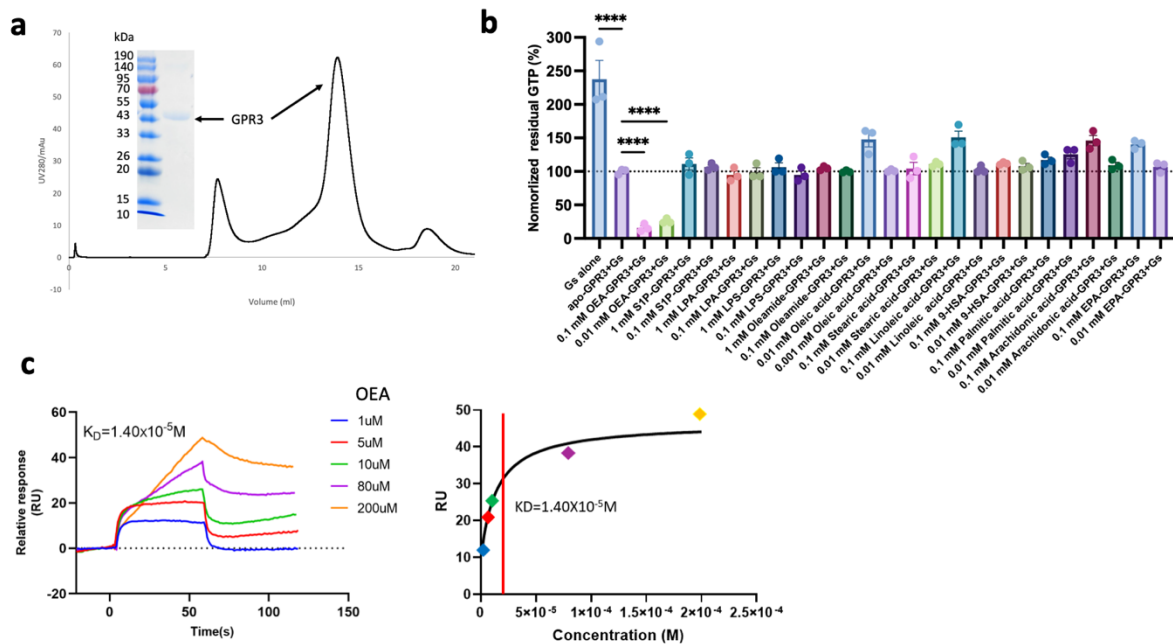 a
kDa
190
140
95
70
55
43
33
26
20
15
10
GPR3
70
60
50
40
30
20
10
0
-10
UV280/mAu
0
5
10
15
20
Volume (ml)
b
****
****
****
Nomorlized residual GTP (%)
300
250
200
150
100
50
0
Gs alone
apo-GPR3+Gs
0.1 mM OEA-GPR3+Gs
0.01 mM OEA-GPR3+Gs
1 mM S1P-GPR3+Gs
0.1 mM S1P-GPR3+Gs
1 mM LPA-GPR3+Gs
0.1 mM LPA-GPR3+Gs
1 mM LPS-GPR3+Gs
0.1 mM LPS-GPR3+Gs
1 mM Oleamide-GPR3+Gs
0.1 mM Oleamide-GPR3+Gs
0.01 mM Oleic acid-GPR3+Gs
0.001 mM Oleic acid-GPR3+Gs
0.1 mM Stearic acid-GPR3+Gs
0.01 mM Stearic acid-GPR3+Gs
0.1 mM Linoleic acid-GPR3+Gs
0.01 mM Linoleic acid-GPR3+Gs
0.1 mM 9-HSA-GPR3+Gs
0.01 mM 9-HSA-GPR3+Gs
0.1 mM Palmitic acid-GPR3+Gs
0.01 mM Palmitic acid-GPR3+Gs
0.1 mM Arachidonic acid-GPR3+Gs
0.01 mM Arachidonic acid-GPR3+Gs
0.1 mM EPA-GPR3+Gs
0.01 mM EPA-GPR3+Gs
c
Relative response
(RU)
60
40
20
0
-20
KD=1.40X10-5M
-50
0
50
100
150
Time(s)
OEA
1uM
5uM
10uM
80uM
200uM
RU
50
40
30
20
10
0
KD=1.40X10-5M
0
5×10-5
1×10-4
1.5×10-4
2×10-4
2.5×10-4
Concentration (M)